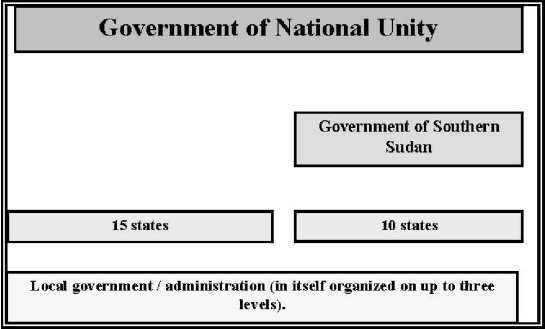 Government of National Unity
Government of Southern
Sudan
15 states
10 states
Local government / administration (in itself organized on up to three
levels).